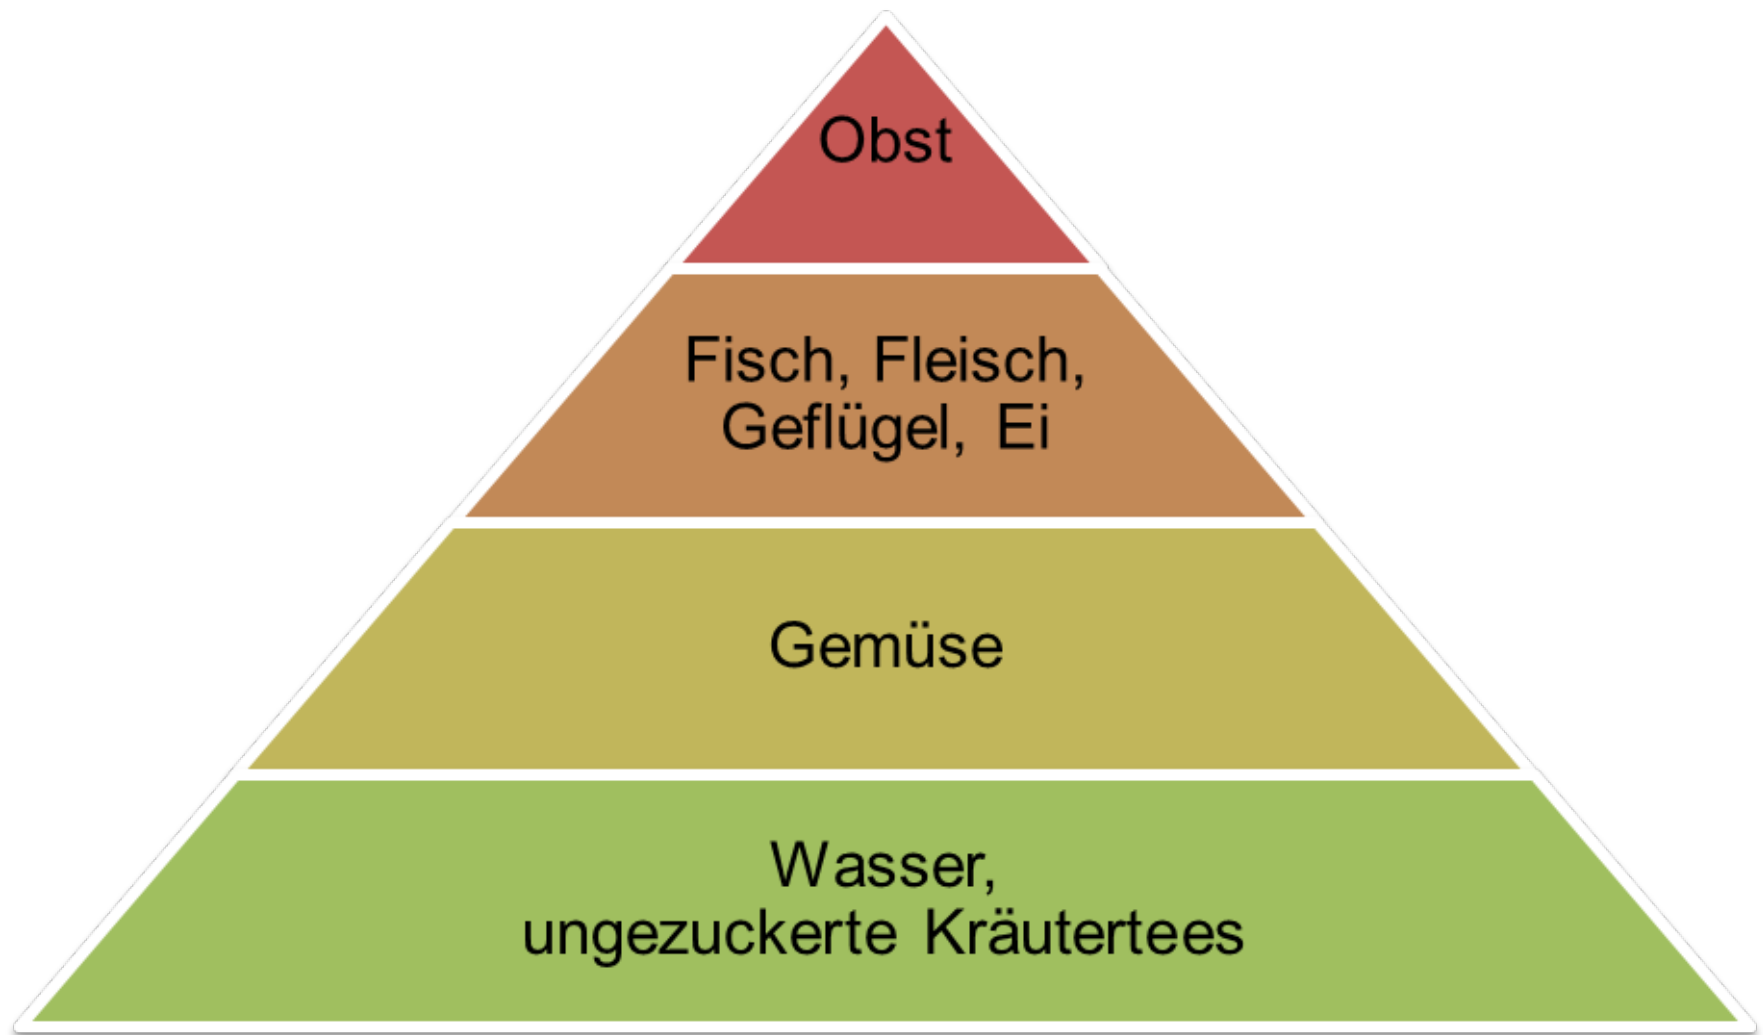 Obst
Fisch, Fleisch,
Geflügel, Ei
Gemüse
Wasser,
ungezuckerte Kräutertees